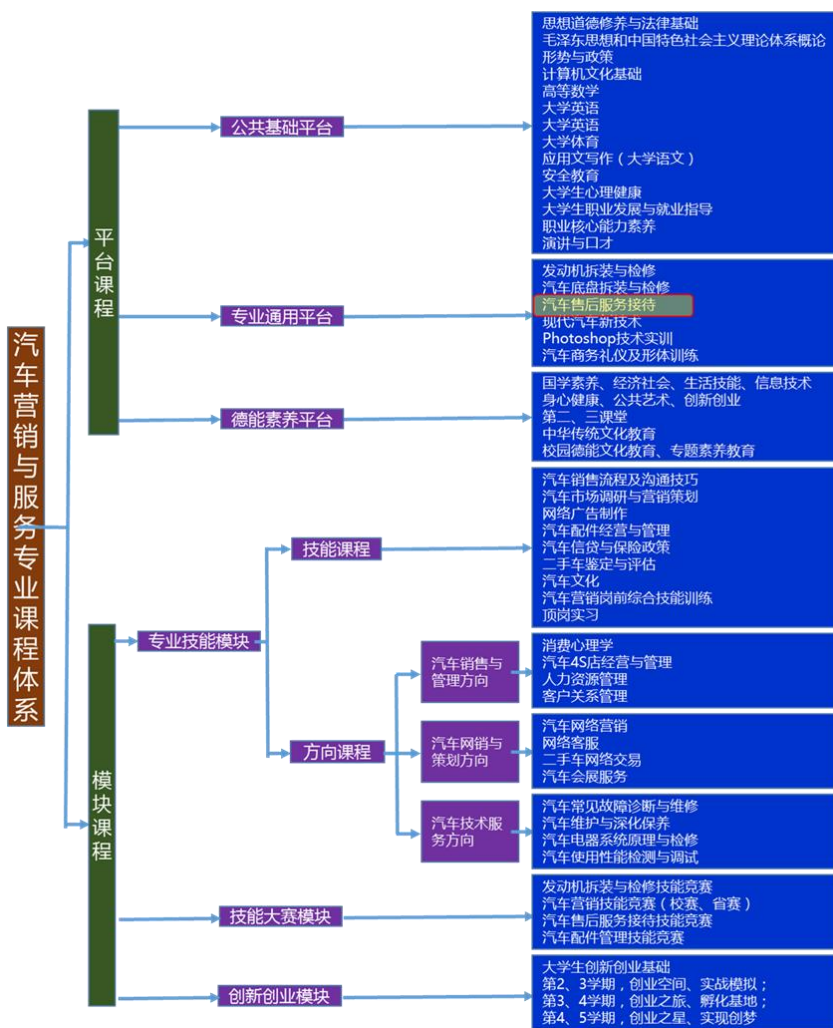 汽车营销与服务专业课程体系
平台课程
公共基础平台
思想道德修养与法律基础
毛泽东思想和中国特色社会主义理论体系概论
形势与政策
计算机文化基础
高等数学
大学英语
大学英语
大学体育
应用文写作（大学语文）
安全教育
大学生心理健康
大学生职业发展与就业指导
职业核心能力素养
演讲与口才
专业通用平台
发动机拆装与检修
汽车底盘拆装与检修
汽车售后服务接待
现代汽车新技术
Photoshop技术实训
汽车商务礼仪及形体训练
德能素养平台
国学素养、经济社会、生活技能、信息技术
身心健康、公共艺术、创新创业
第二、三课堂
中华传统文化教育
校园德能文化教育、专题素养教育
模块课程
专业技能模块
技能课程
汽车销售流程及沟通技巧
汽车市场调研与营销策划
网络广告制作
汽车配件经营与管理
汽车信贷与保险政策
二手车鉴定与评估
汽车文化
汽车营销岗前综合技能训练
顶岗实习
方向课程
汽车销售与
管理方向
消费心理学
汽车4S店经营与管理
人力资源管理
客户关系管理
汽车网销与
策划方向
汽车网络营销
网络客服
二手车网络交易
汽车会展服务
汽车技术服
务方向
汽车常见故障诊断与维修
汽车维护与深化保养
汽车电器系统原理与检修
汽车使用性能检测与调试
技能大赛模块
发动机拆装与检修技能竞赛
汽车营销技能竞赛（校赛、省赛）
汽车售后服务接待技能竞赛
汽车配件管理技能竞赛
创新创业模块
大学生创新创业基础
第2、3学期，创业空间、实战模拟；
第3、4学期，创业之旅、孵化基地；
第4、5学期，创业之星、实现创梦